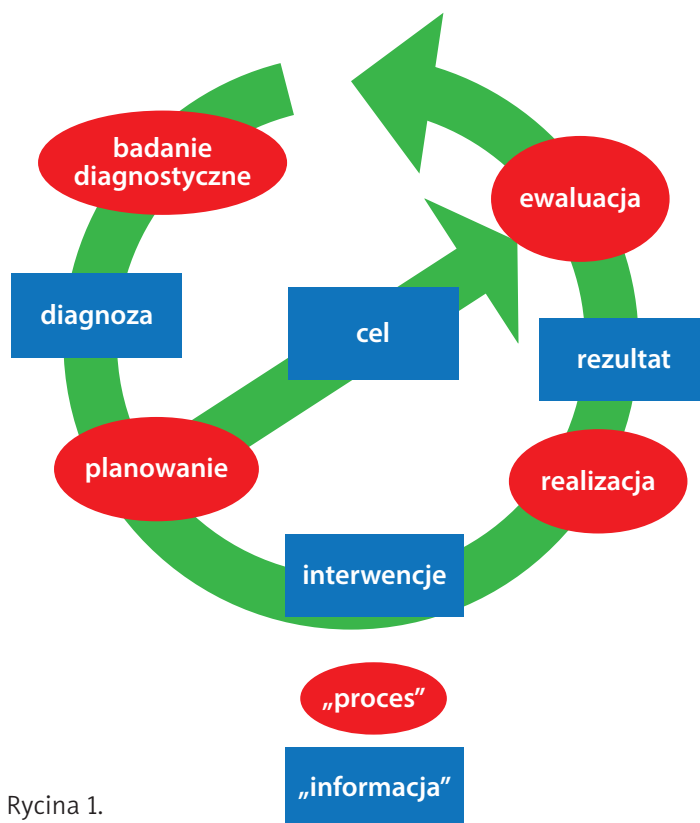 badanie
diagnostyczne
ewaluacja
diagnoza
cel
rezultat
planowanie
realizacja
interwencje
„proces”
„informacja”
Rycina 1.